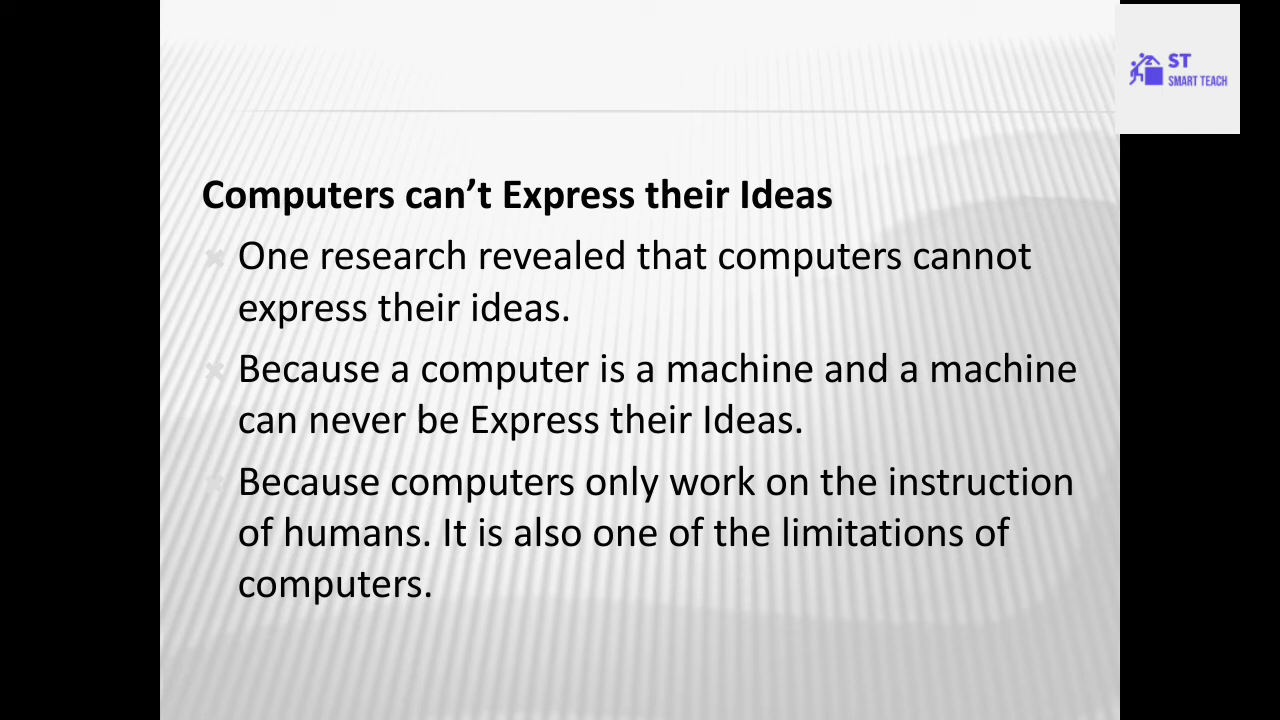 ST
SMART TEACH
Computers can’t Express their Ideas
One research revealed that computers cannot
express their ideas.
Because a computer is a machine and a machine
can never be Express their Ideas.
Because computers only work on the instruction
of humans. It is also one of the limitations of
computers.